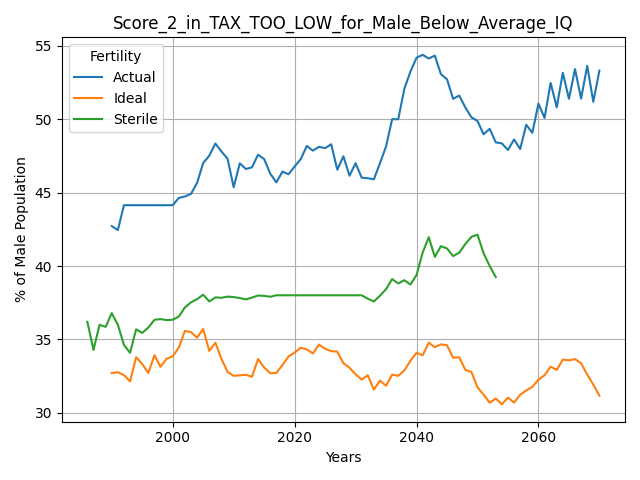 Score_2_in_TAX_TOO_LOW_for_Male_Below_Average_IQ
Fertility
Actual
Ideal
Sterile
% of Male Population
55
50
45
40
35
30
2000
2020
2040
2060
Years